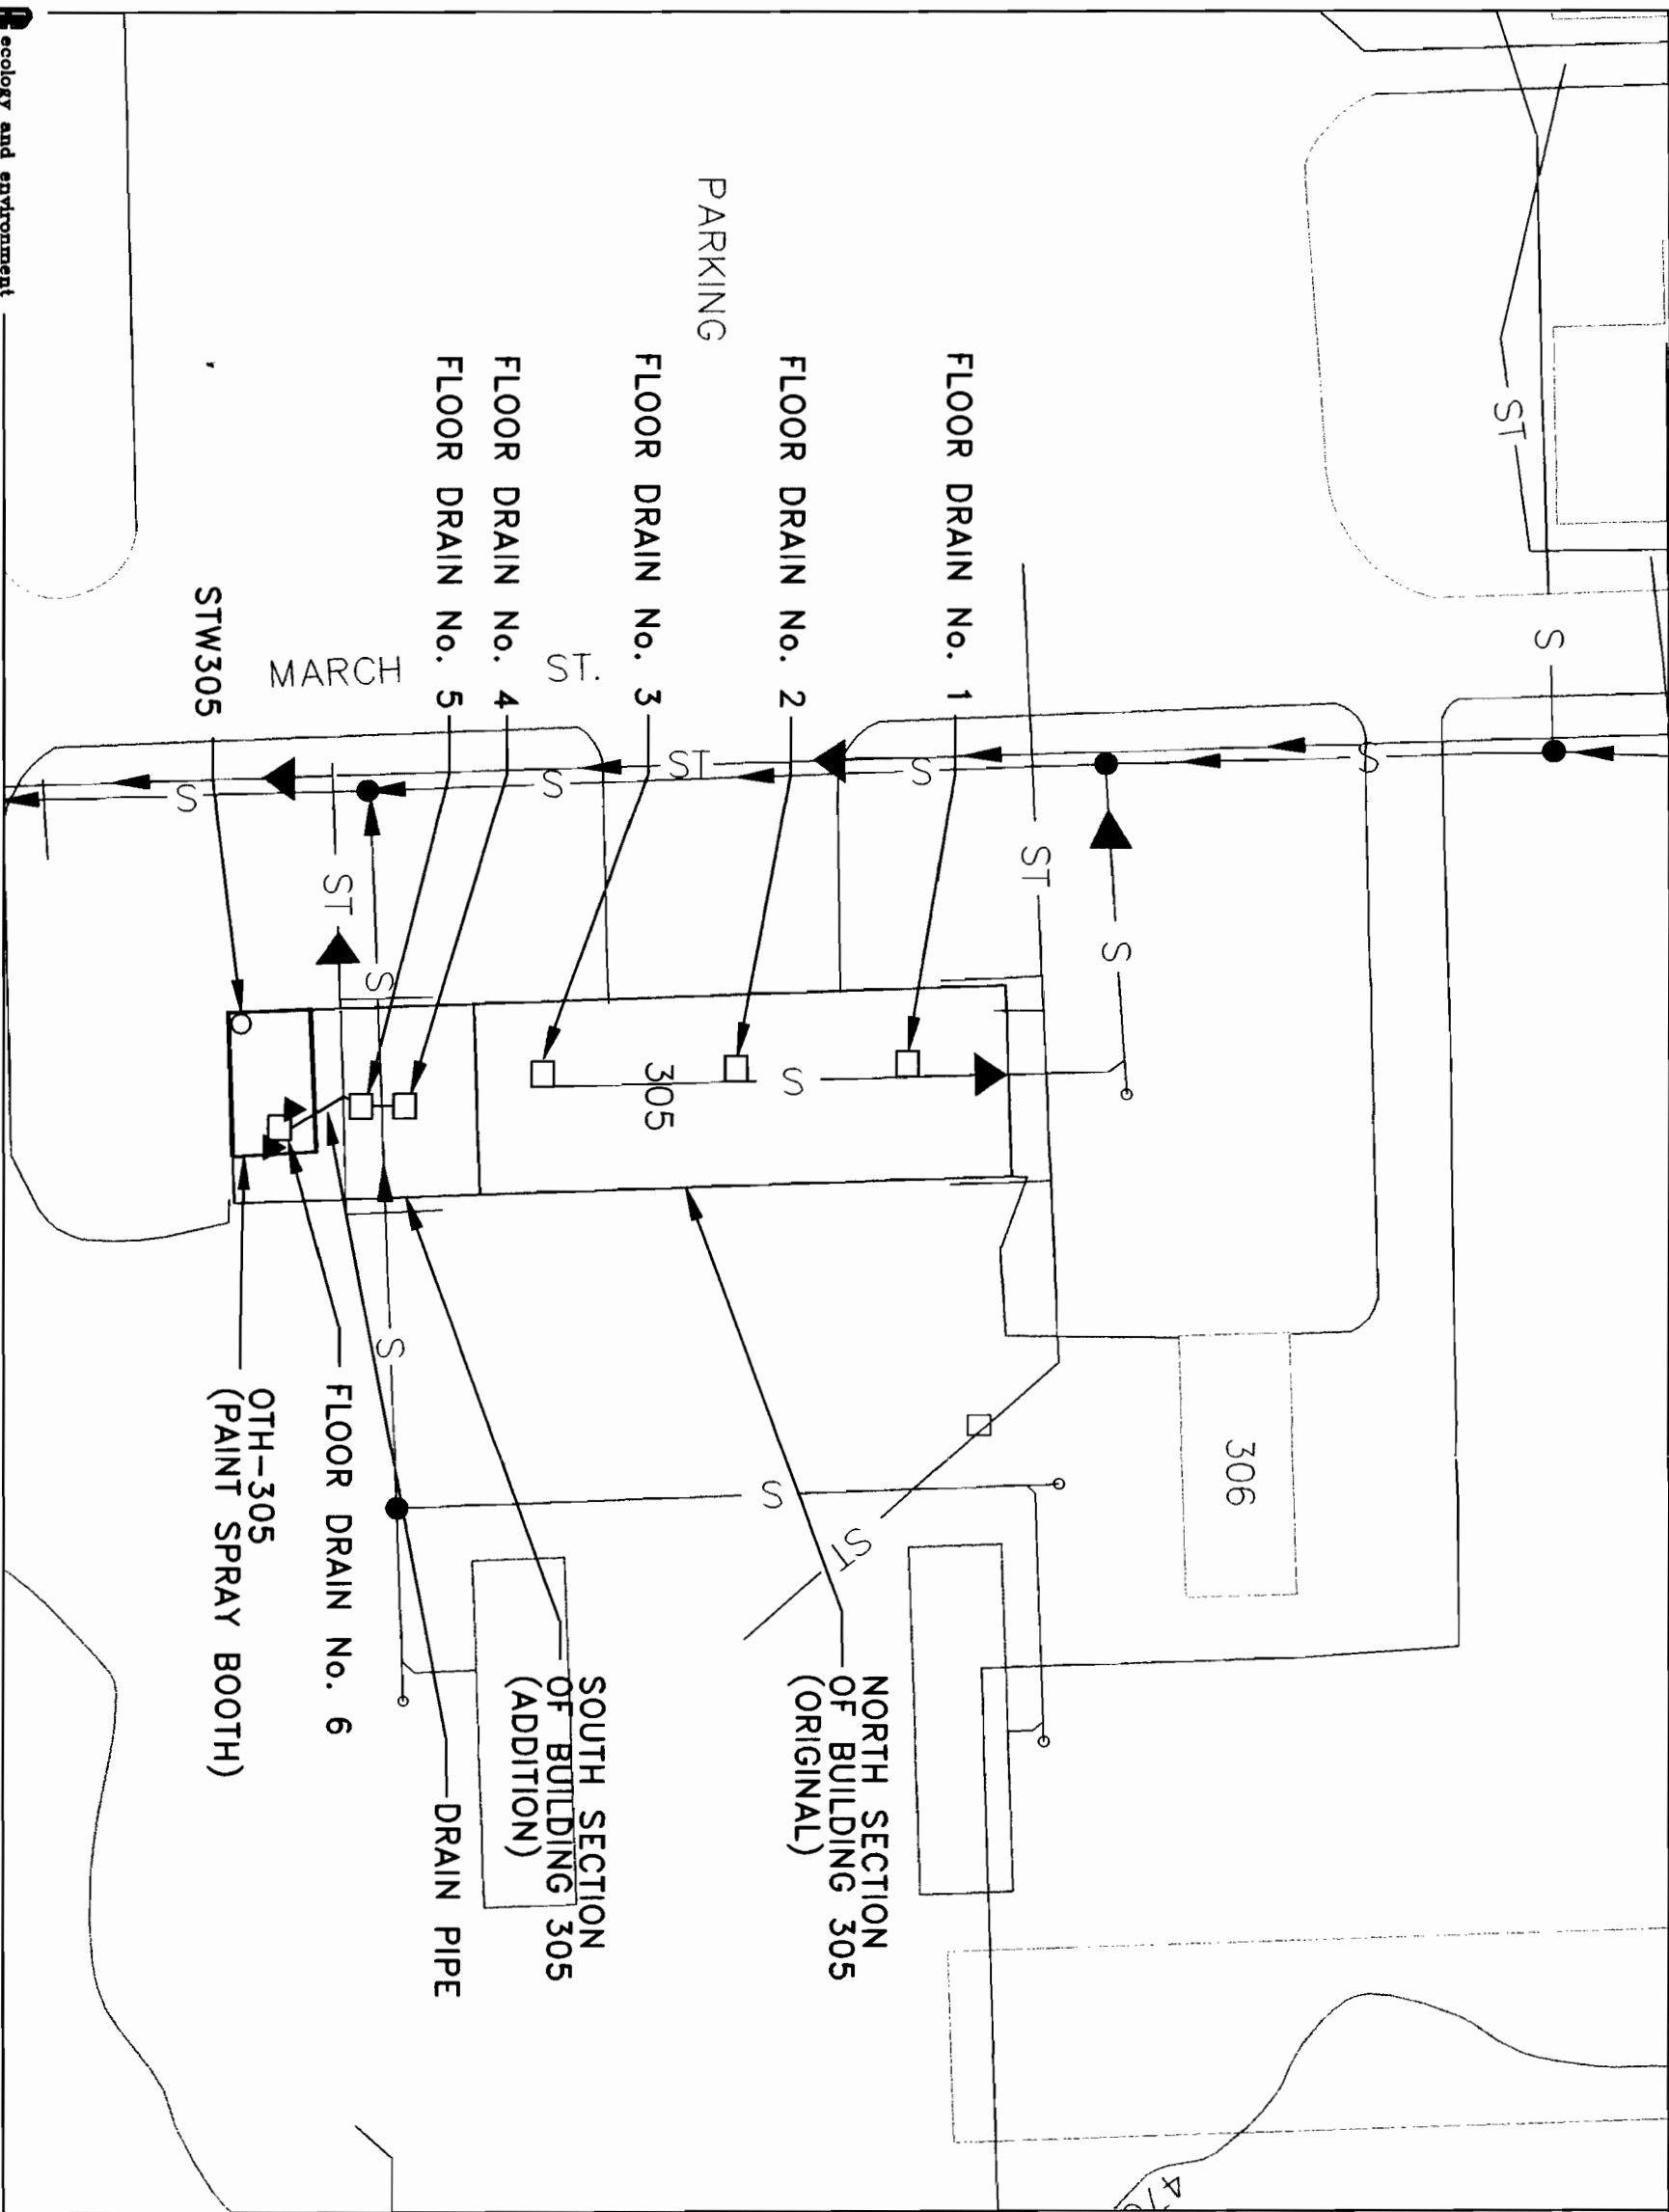 ecology and environment
PARKING
FLOOR DRAIN No. 1
FLOOR DRAIN No. 2
FLOOR DRAIN No. 3
FLOOR DRAIN No. 4
FLOOR DRAIN No. 5
STW305
MARCH ST.
ST
S
S
S
S
ST
S
S
ST
S
ST
S
S
305
S
S
ST
306
NORTH SECTION
OF BUILDING 305
(ORIGINAL)
SOUTH SECTION
OF BUILDING 305
(ADDITION)
DRAIN PIPE
FLOOR DRAIN No. 6
OTH-305
(PAINT SPRAY BOOTH)